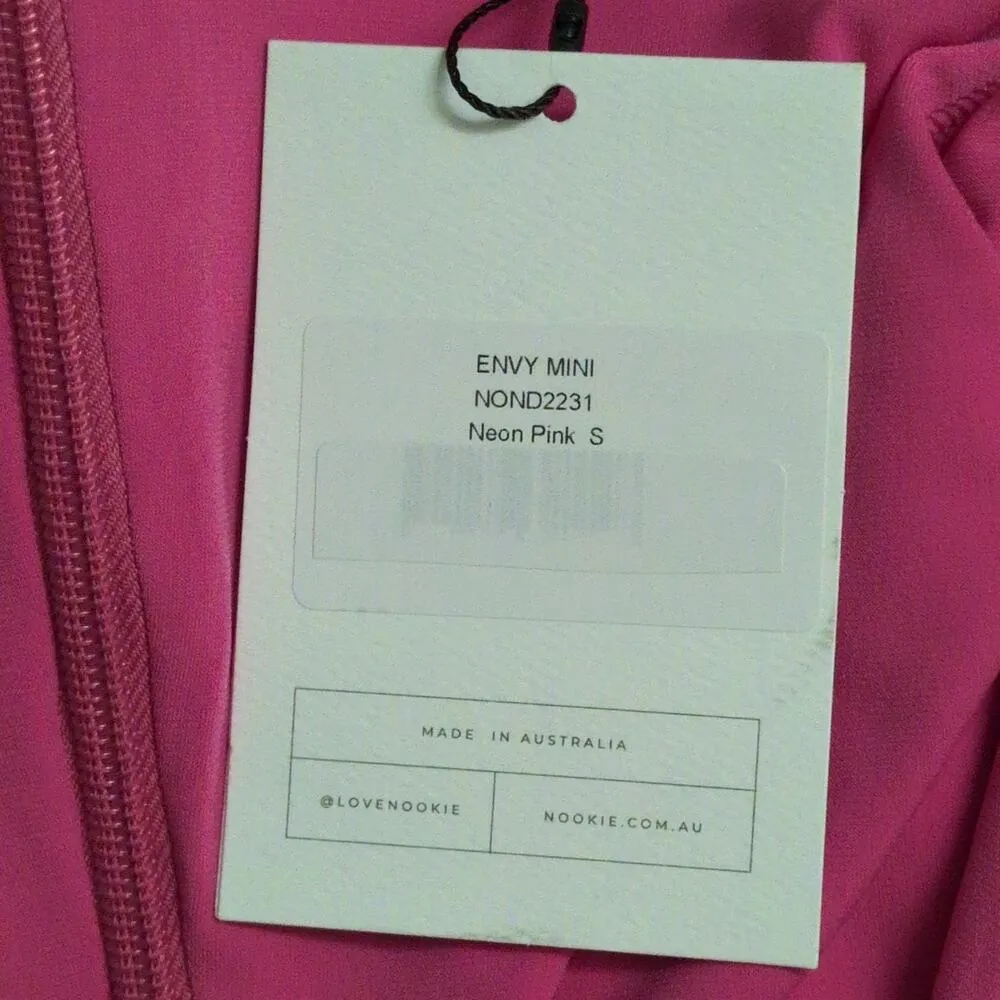 ENVY MINI
NOND2231
Neon Pink S
MADE IN AUSTRALIA
@LOVENOOKIE
NOOKIE.COM.AU